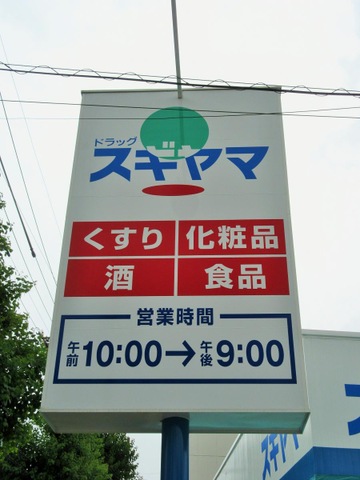 ドラッグ
スギヤマ
くすり 化粧品
酒 食品
営業時間
午前10:00→午後9:00
スギヤ
ス